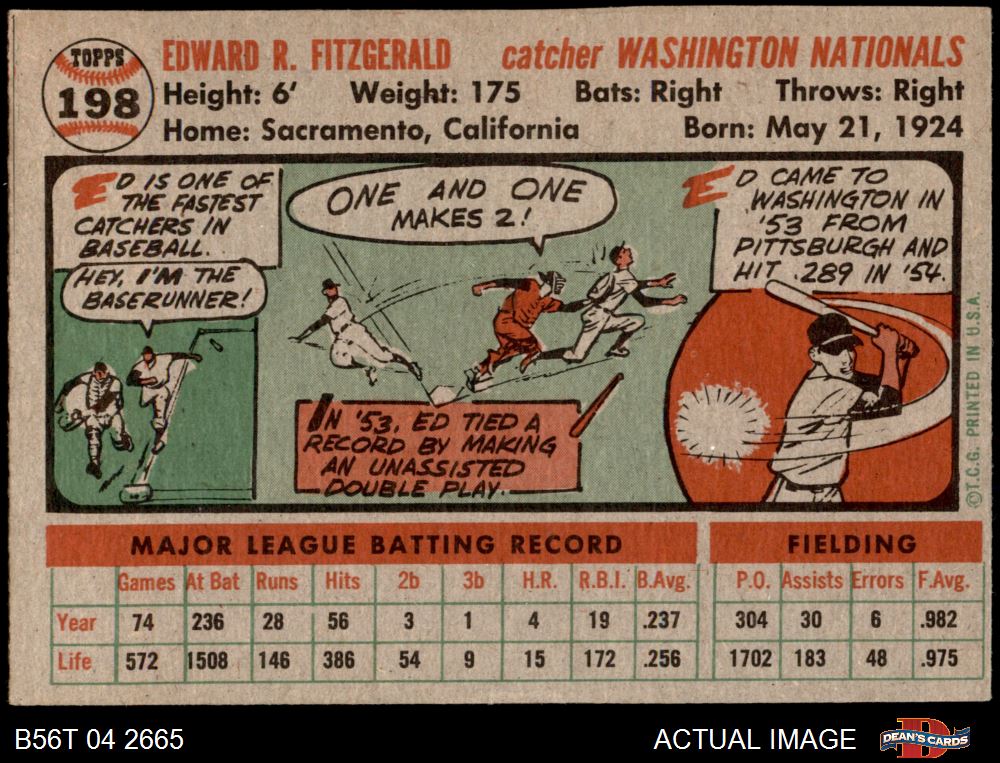 TOPPS
198
EDWARD R. FITZGERALD catcher WASHINGTON NATIONALS
Height: 6' Weight: 175 Bats: Right Throws: Right
Home: Sacramento, California Born: May 21, 1924
ED IS ONE OF
THE FASTEST
CATCHERS IN
BASEBALL.
HEY, I'M THE
BASERUNNER!
ONE AND ONE
MAKES 2!
IN '53, ED TIED A
RECORD BY MAKING
AN UNASSISTED
DOUBLE PLAY.
ED CAME TO
WASHINGTON IN
'53 FROM
PITTSBURGH AND
HIT .289 IN '54.
©T.C.G. PRINTED IN U.S.A.
MAJOR LEAGUE BATTING RECORD FIELDING
Games At Bat Runs Hits 2b 3b H.R. R.B.I. B.Avg. P.O. Assists Errors F.Avg.
Year 74 236 28 56 3 1 4 19 .237 304 30 6 .982
Life 572 1508 146 386 54 9 15 172 .256 1702 183 48 .975
B56T 04 2665 ACTUAL IMAGE DEAN'S CARDS